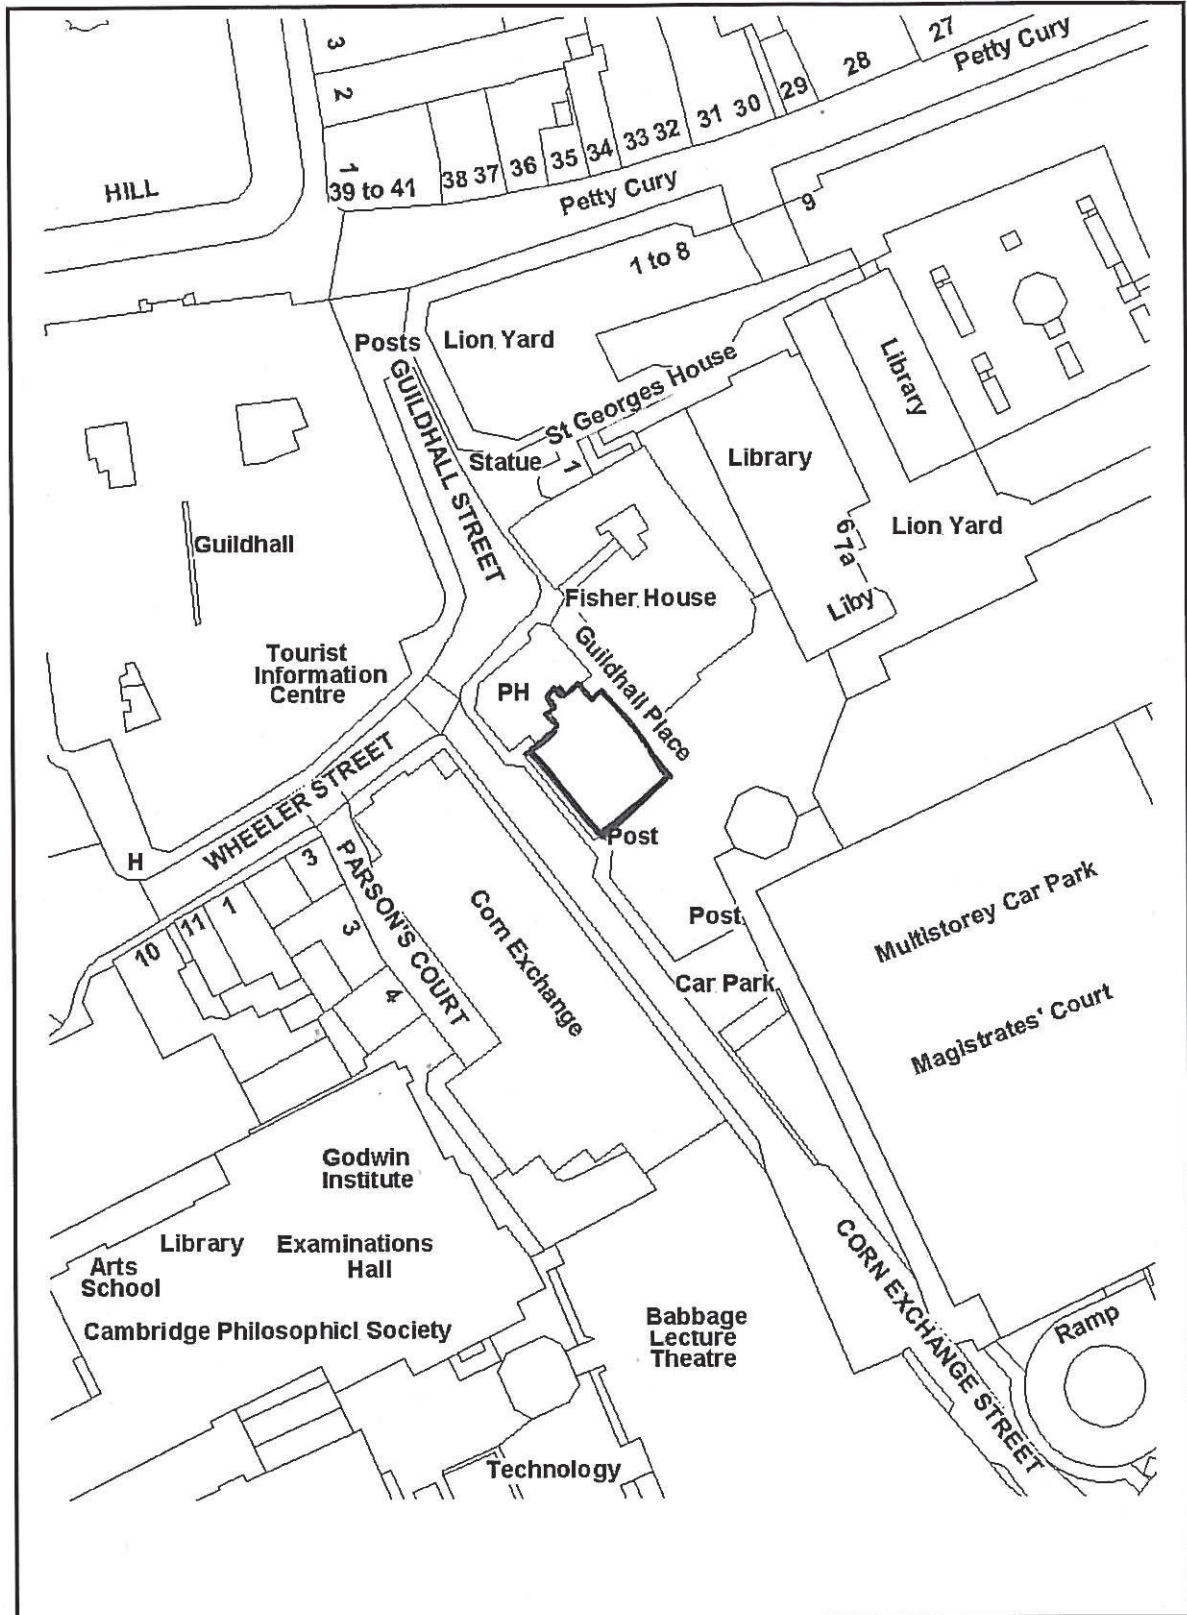 3
2
1
39 to 41
38
37
36
35
34
33
32
31
30
29
28
27
Petty Cury
HILL
Petty Cury
9
1 to 8
Posts
Lion Yard
GUILDHALL STREET
St Georges House
Library
Statue
1
Library
Guildhall
6
7a
Lion Yard
Fisher House
Liby
Tourist
Information
Centre
PH
Guildhall Place
WHEELER STREET
Post
H
3
PARSON'S COURT
1
11
10
3
4
Corn Exchange
Post
Multistorey Car Park
Car Park
Magistrates' Court
Godwin
Institute
Library
Examinations
Hall
Arts
School
Cambridge Philosophicl Society
Babbage
Lecture
Theatre
CORN EXCHANGE STREET
Ramp
Technology